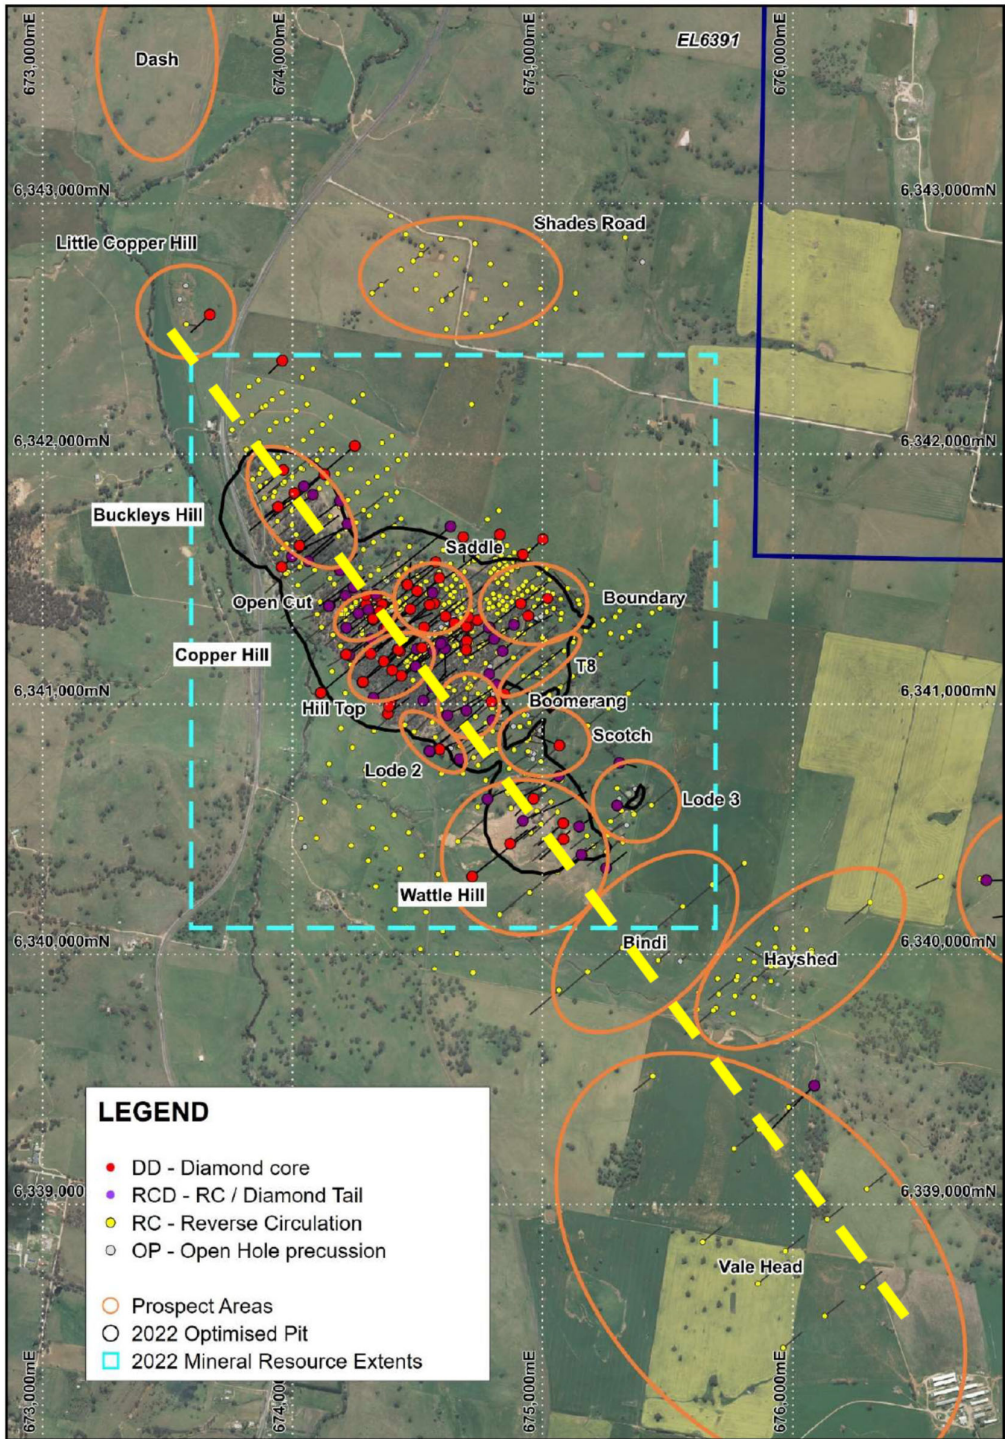 673,000mE
674,000mE
675,000mE
676,000mE
EL6391
Dash
6,343,000mN
6,343,000mN
Shades Road
Little Copper Hill
6,342,000mN
6,342,000mN
Buckleys Hill
Saddle
Open Cut
Boundary
Copper Hill
T8
6,341,000mN
6,341,000mN
Hill Top
Boomerang
Scotch
Lode 2
Lode 3
Wattle Hill
6,340,000mN
6,340,000mN
Bindi
Hayshed
LEGEND
DD - Diamond core
RCD - RC / Diamond Tail
RC - Reverse Circulation
OP - Open Hole precussion
Prospect Areas
2022 Optimised Pit
2022 Mineral Resource Extents
6,339,000mN
6,339,000mN
Vale Head
673,000mE
674,000mE
675,000mE
676,000mE